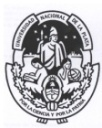 UNIVERSIDAD NACIONAL DE LA PLATA
POR LA CIENCIA Y POR LA PATRIA